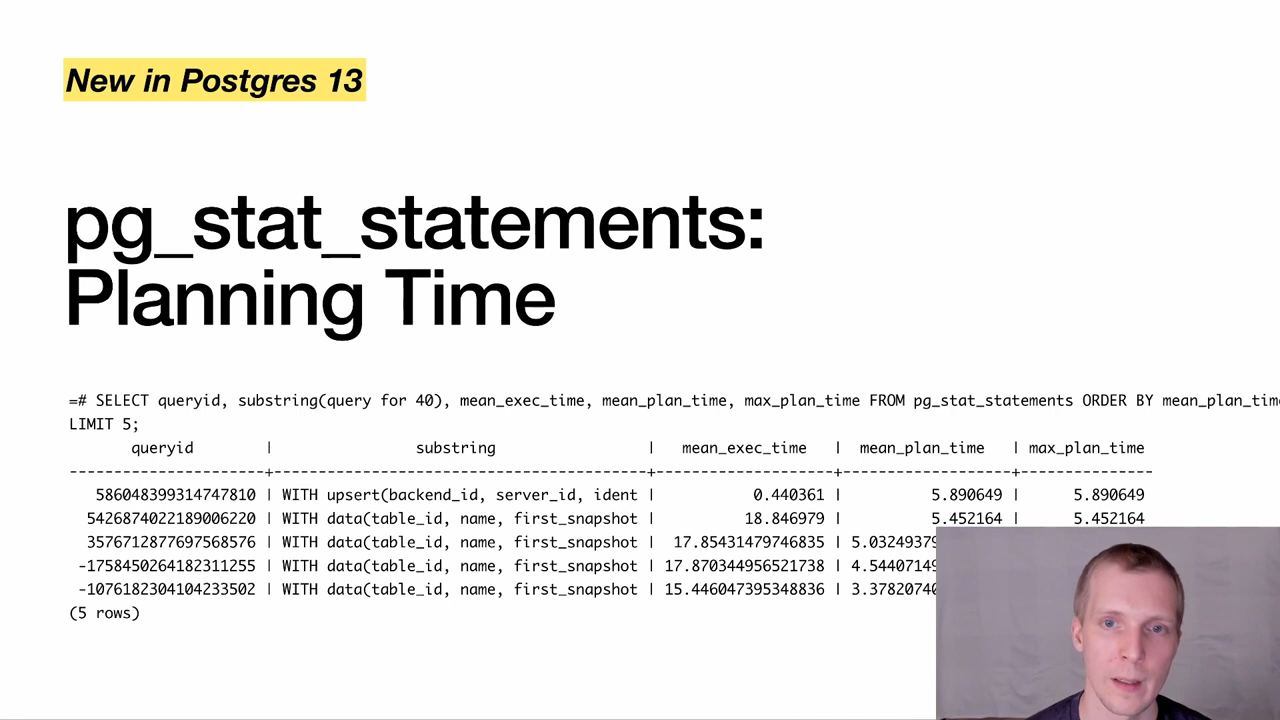 New in Postgres 13
pg_stat_statements:
Planning Time
=# SELECT queryid, substring(query for 40), mean_exec_time, mean_plan_time, max_plan_time FROM pg_stat_statements ORDER BY
LIMIT 5;
queryid | substring | mean_exec_time | mean_plan_time | max_plan_time
----------------------+------------------------------------------+--------------------+-------------------+---------------
586048399314747810 | WITH upsert(backend_id, server_id, ident | 0.440361 | 5.890649 | 5.890649
5426874022189006220 | WITH data(table_id, name, first_snapshot | 18.846979 | 5.452164 | 5.452164
3576712877697568576 | WITH data(table_id, name, first_snapshot | 17.85431479746835 |
-1758450264182311255 | WITH data(table_id, name, first_snapshot | 17.870344956521738 |
-1076182304104233502 | WITH data(table_id, name, first_snapshot | 15.446047395348836 |
(5 rows)